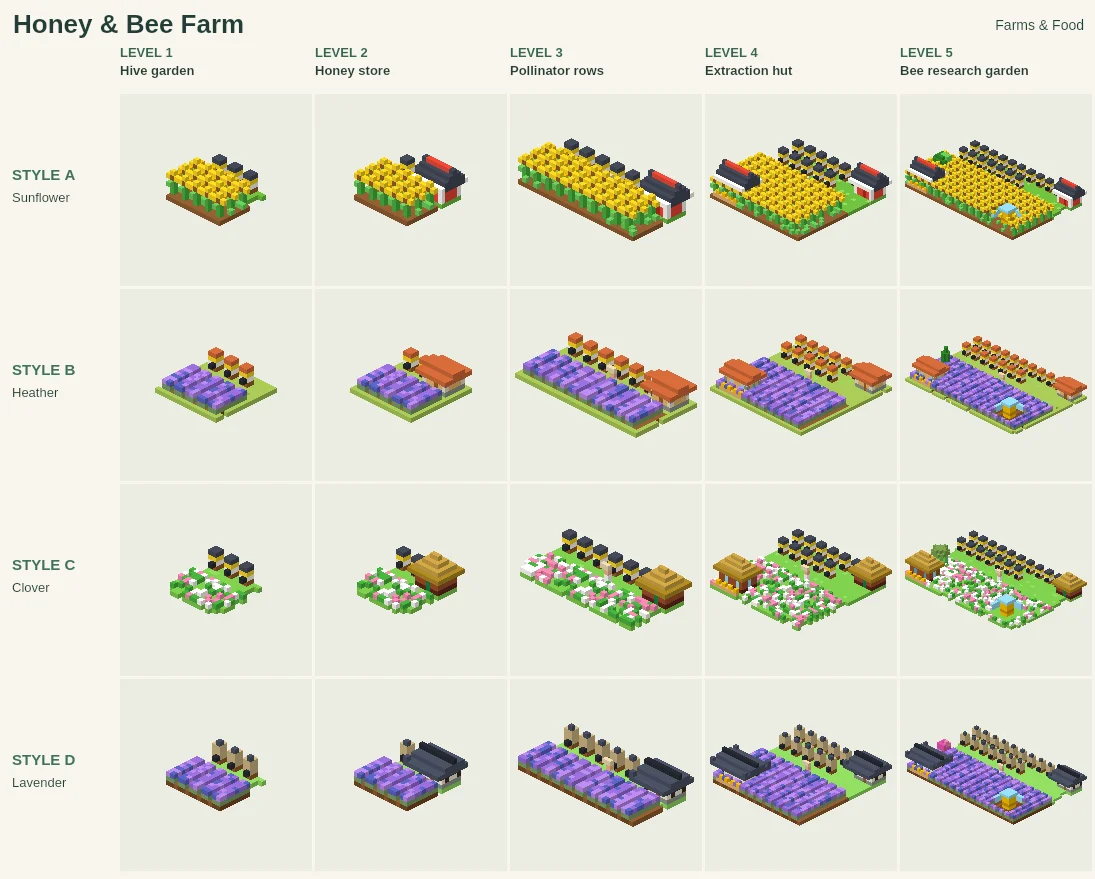 Honey & Bee Farm
Farms & Food
LEVEL 1
Hive garden
LEVEL 2
Honey store
LEVEL 3
Pollinator rows
LEVEL 4
Extraction hut
LEVEL 5
Bee research garden
STYLE A
Sunflower
STYLE B
Heather
STYLE C
Clover
STYLE D
Lavender